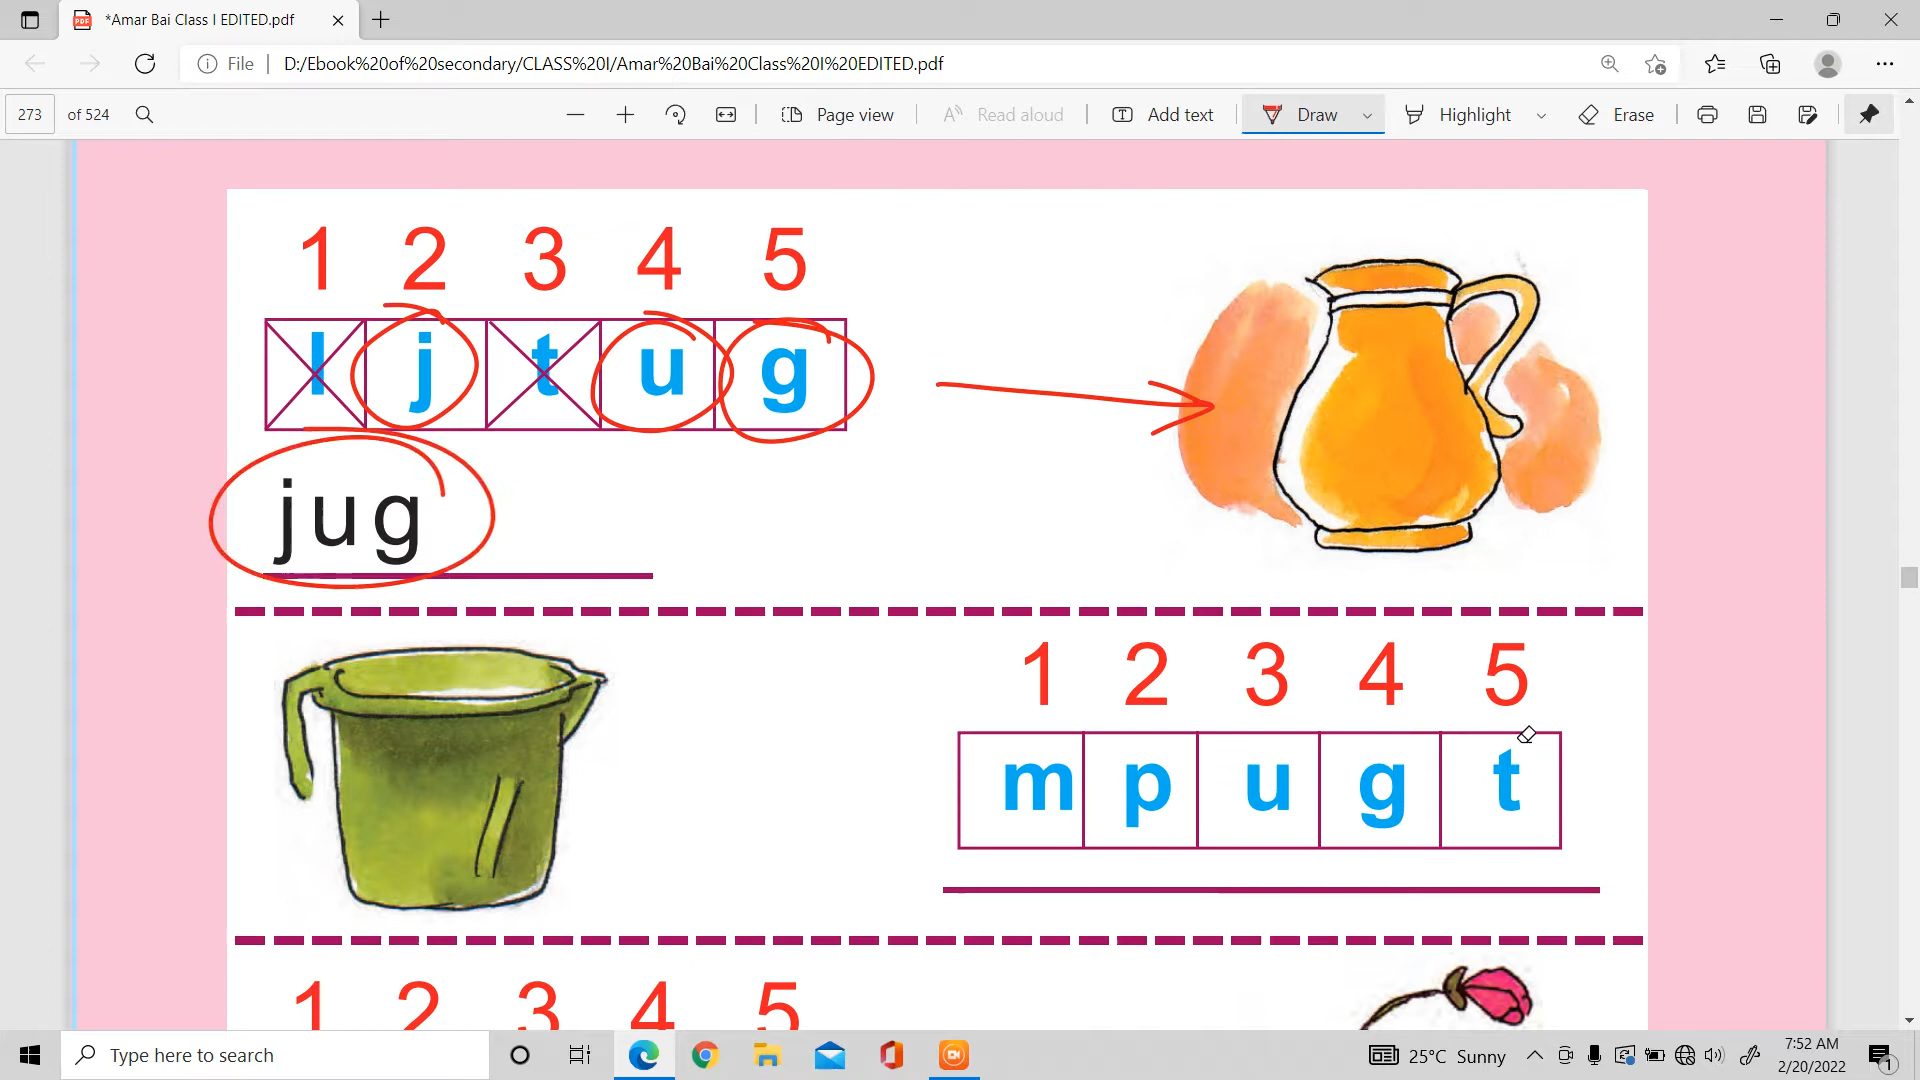 *Amar Bai Class I EDITED.pdf
File
D:/Ebook%20of%20secondary/CLASS%20I/Amar%20Bai%20Class%20I%20EDITED.pdf
273 of 524
Page view
Read aloud
Add text
Draw
Highlight
Erase
1 2 3 4 5
l j t u g
jug
1 2 3 4 5
m p u g t
1 2 3 4 5
Type here to search
25°C Sunny
7:52 AM
2/20/2022
1